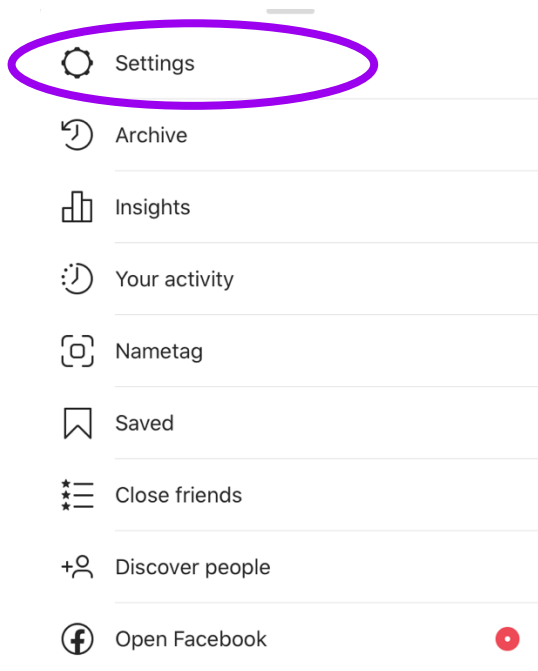 Settings
Archive
Insights
Your activity
Nametag
Saved
Close friends
Discover people
Open Facebook